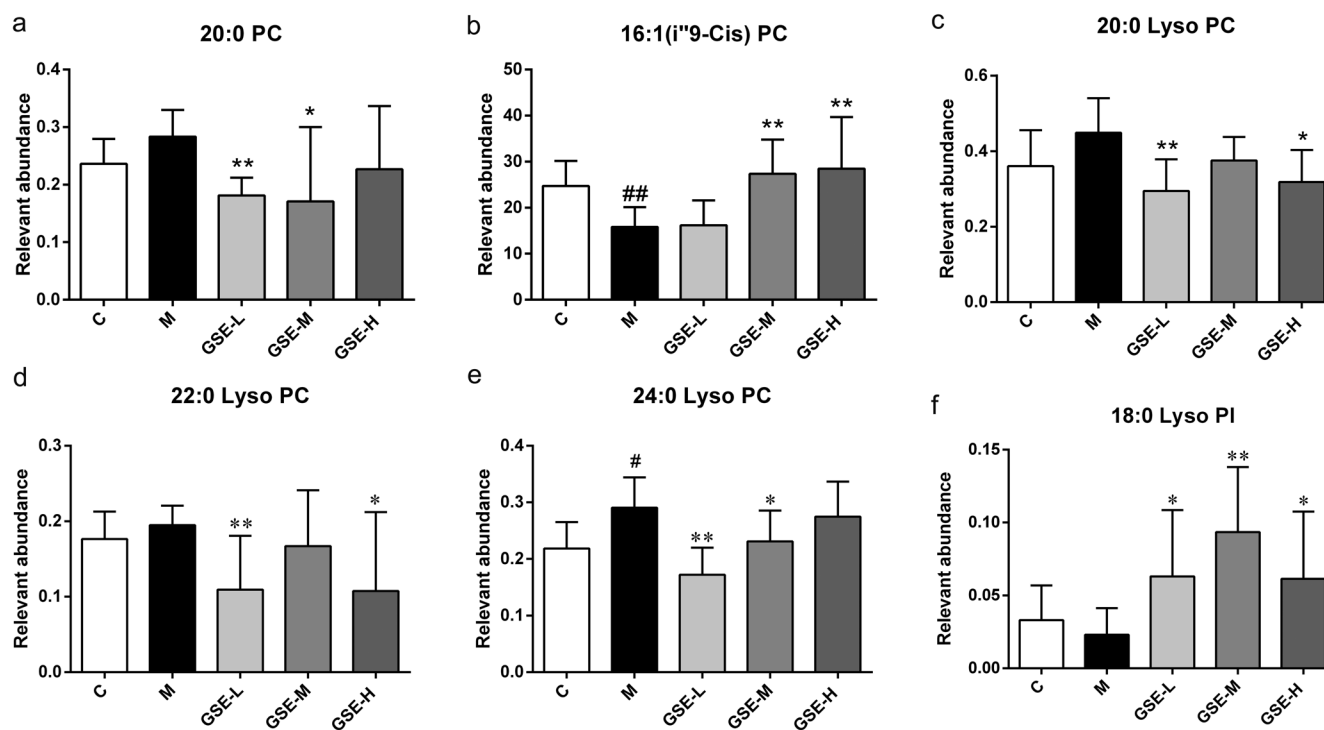 a
20:0 PC
Relevant abundance
0.4
0.3
0.2
0.1
0.0
**
*
C
M
GSE-L
GSE-M
GSE-H
b
16:1(i"9-Cis) PC
Relevant abundance
50
40
30
20
10
0
##
**
**
C
M
GSE-L
GSE-M
GSE-H
c
20:0 Lyso PC
Relevant abundance
0.6
0.4
0.2
0.0
**
*
C
M
GSE-L
GSE-M
GSE-H
d
22:0 Lyso PC
Relevant abundance
0.3
0.2
0.1
0.0
**
*
C
M
GSE-L
GSE-M
GSE-H
e
24:0 Lyso PC
Relevant abundance
0.4
0.3
0.2
0.1
0.0
#
**
*
C
M
GSE-L
GSE-M
GSE-H
f
18:0 Lyso PI
Relevant abundance
0.15
0.10
0.05
0.00
*
**
*
C
M
GSE-L
GSE-M
GSE-H